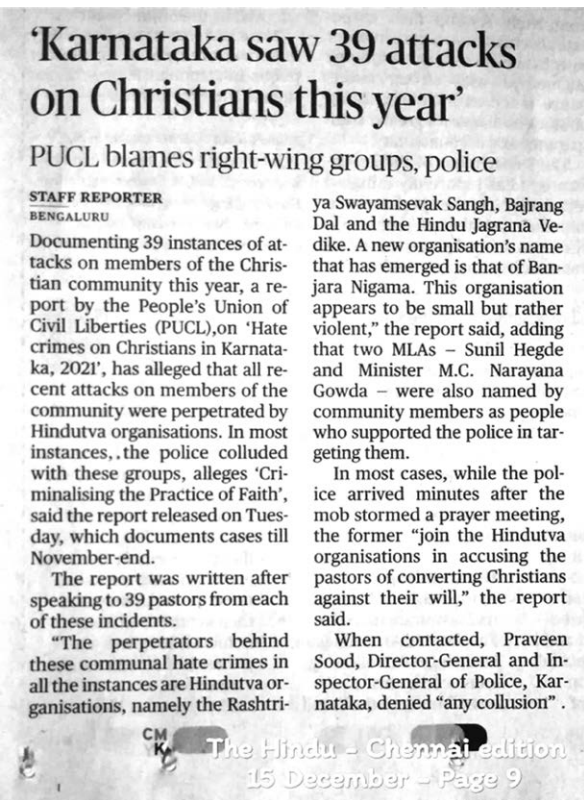 ‘Karnataka saw 39 attacks
on Christians this year’
PUCL blames right-wing groups, police
STAFF REPORTER
BENGALURU
Documenting 39 instances of at-
tacks on members of the Chris-
tian community this year, a re-
port by the People's Union of
Civil Liberties (PUCL),on ‘Hate
crimes on Christians in Karnata-
ka, 2021’, has alleged that all re-
cent attacks on members of the
community were perpetrated by
Hindutva organisations. In most
instances,.the police colluded
with these groups, alleges ‘Cri-
minalising the Practice of Faith’,
said the report released on Tues-
day, which documents cases till
November-end.
The report was written after
speaking to 39 pastors from each
of these incidents.
“The perpetrators behind
these communal hate crimes in
all the instances are Hindutva or-
ganisations, namely the Rashtri-
ya Swayamsevak Sangh, Bajrang
Dal and the Hindu Jagrana Ve-
dike. A new organisation's name
that has emerged is that of Ban-
jara Nigama. This organisation
appears to be small but rather
violent,” the report said, adding
that two MLAs – Sunil Hegde
and Minister M.C. Narayana
Gowda – were also named by
community members as people
who supported the police in tar-
geting them.
In most cases, while the pol-
ice arrived minutes after the
mob stormed a prayer meeting,
the former “join the Hindutva
organisations in accusing the
pastors of converting Christians
against their will,” the report
said.
When contacted, Praveen
Sood, Director-General and In-
spector-General of Police, Kar-
nataka, denied “any collusion” .
CM
K
The Hindu - Chennai edition
15 December - Page 9